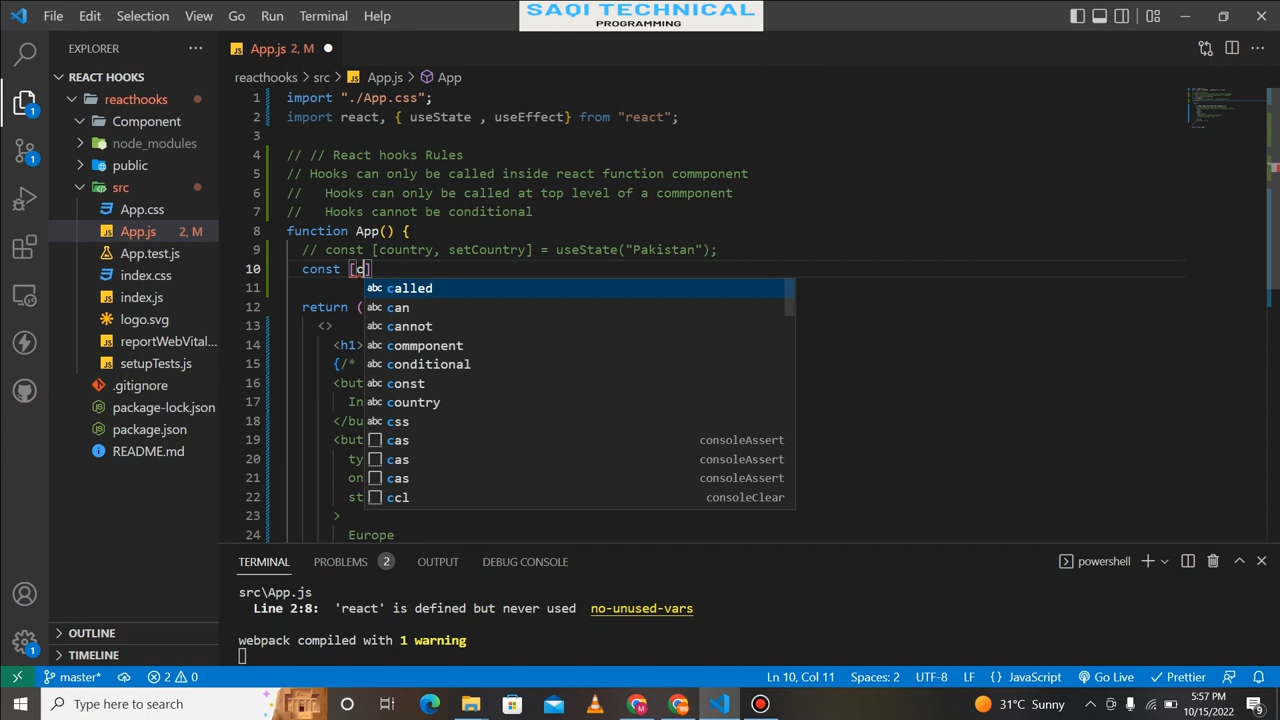 File Edit Selection View Go Run Terminal Help
SAQI TECHNICAL
PROGRAMMING
EXPLORER
REACT HOOKS
reacthooks
Component
node_modules
public
src
App.css
App.js 2, M
App.test.js
index.css
index.js
logo.svg
reportWebVital...
setupTests.js
.gitignore
package-lock.json
package.json
README.md
OUTLINE
TIMELINE
App.js 2, M
reacthooks > src > App.js > App
1 import "./App.css";
2 import react, { useState , useEffect} from "react";
3
4 // // React hooks Rules
5 // Hooks can only be called inside react function commponent
6 //   Hooks can only be called at top level of a commponent
7 //   Hooks cannot be conditional
8 function App() {
9 // const [country, setCountry] = useState("Pakistan");
10 const [c]
11
12 return (
13 <>
14 <h1>
15 {/*
16 <but
17 In
18 </bu
19 <but
20 ty
21 on
22 st
23 >
24 Europe
abc called
abc can
abc cannot
abc commponent
abc conditional
abc const
abc country
abc css
cas consoleAssert
cas consoleAssert
cas consoleAssert
ccl consoleClear
TERMINAL PROBLEMS 2 OUTPUT DEBUG CONSOLE
powershell
src\App.js
Line 2:8: 'react' is defined but never used no-unused-vars
webpack compiled with 1 warning
master* 2 0 Ln 10, Col 11 Spaces: 2 UTF-8 LF JavaScript Go Live Prettier
Type here to search
31°C Sunny
5:57 PM
10/15/2022